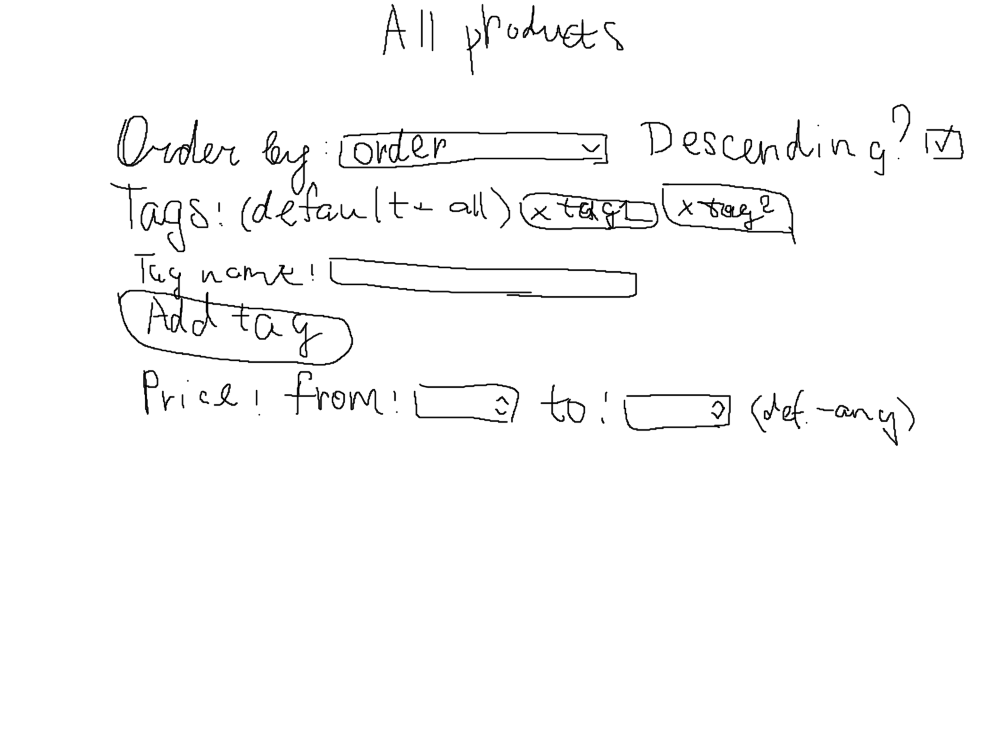 All products
Order by: order Descending? 
Tags: (default - all) x tag1 x tag2
Tag name:
Add tag
Price: from: to: (def. - any)